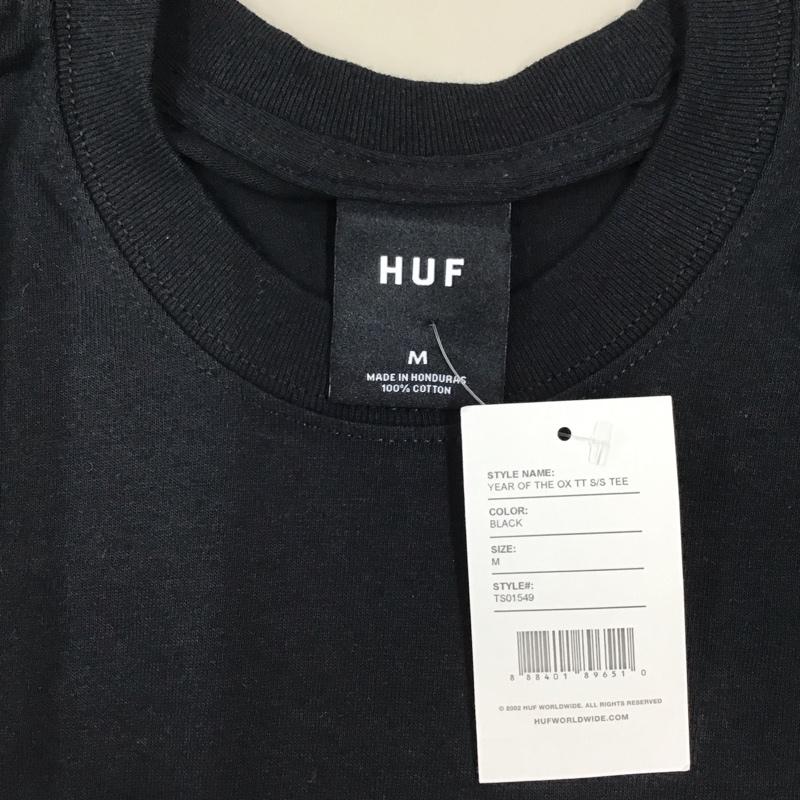 HUF
M
MADE IN HONDURAS
100% COTTON
STYLE NAME:
YEAR OF THE OX TT S/S TEE
COLOR:
BLACK
SIZE:
M
STYLE#:
TS01549
8 88401 89651 0
© 2002 HUF WORLDWIDE. ALL RIGHTS RESERVED
HUFWORLDWIDE.COM